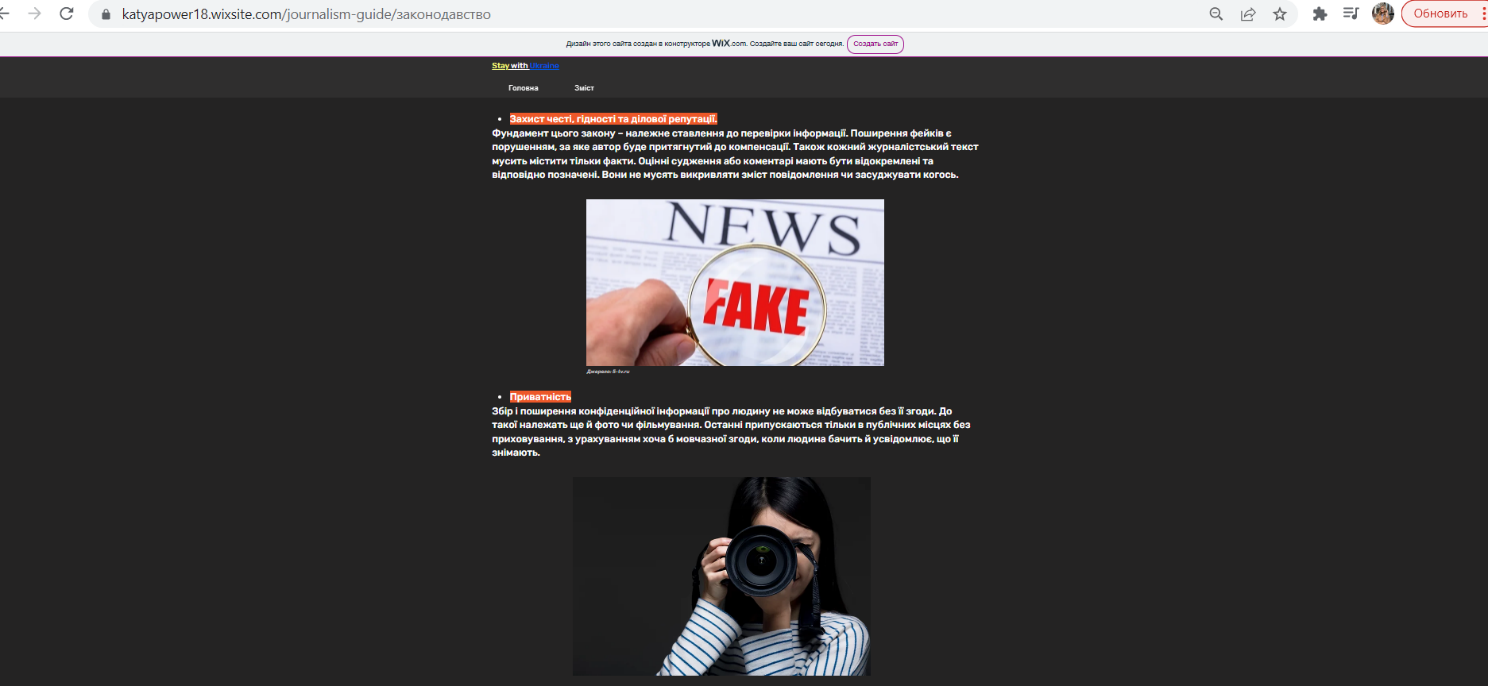 katyapower18.wixsite.com/journalism-guide/законодавство
Обновить
Дизайн этого сайта создан в конструкторе WiX.com. Создайте ваш сайт сегодня. Создать сайт
Stay with Ukraine
Головна Зміст
• Захист честі, гідності та ділової репутації.
Фундамент цього закону – належне ставлення до перевірки інформації. Поширення фейків є
порушенням, за яке автор буде притягнутий до компенсації. Також кожний журналістський текст
мусить містити тільки факти. Оцінні судження або коментарі мають бути відокремлені та
відповідно позначені. Вони не мусять викривляти зміст повідомлення чи засуджувати когось.
NEWS
FAKE
• Приватність
Збір і поширення конфіденційної інформації про людину не може відбуватися без її згоди. До
такої належать ще й фото чи фільмування. Останні припускаються тільки в публічних місцях без
приховування, з урахуванням хоча б мовчазної згоди, коли людина бачить й усвідомлює, що її
знімають.